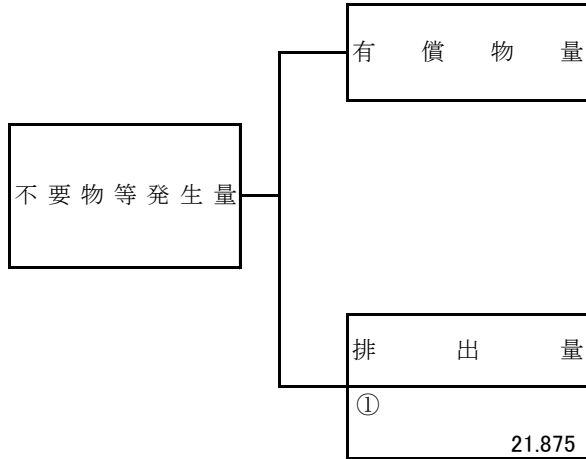 有償物量
不要物等発生量
排出量
①
21.875